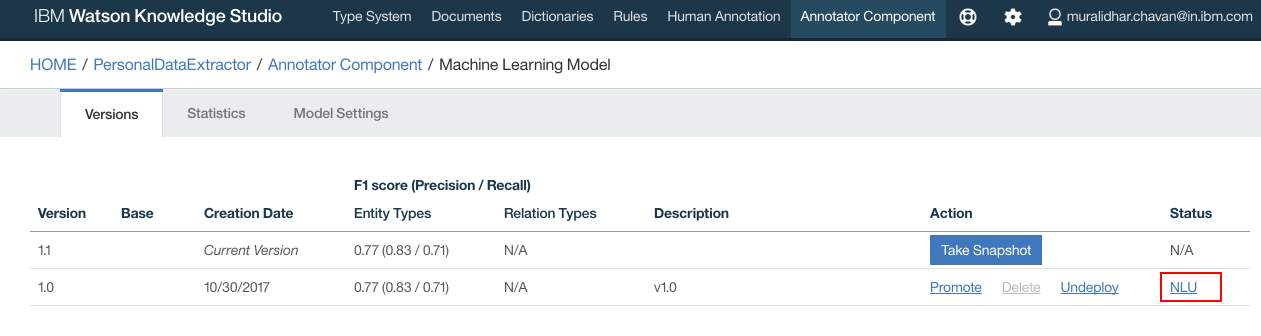 IBM Watson Knowledge Studio Type System Documents Dictionaries Rules Human Annotation Annotator Component muralidhar.chavan@in.ibm.com
HOME / PersonalDataExtractor / Annotator Component / Machine Learning Model
Versions Statistics Model Settings
F1 score (Precision / Recall)
Version Base Creation Date Entity Types Relation Types Description Action Status
1.1 Current Version 0.77 (0.83 / 0.71) N/A Take Snapshot N/A
1.0 10/30/2017 0.77 (0.83 / 0.71) N/A v1.0 Promote Delete Undeploy NLU